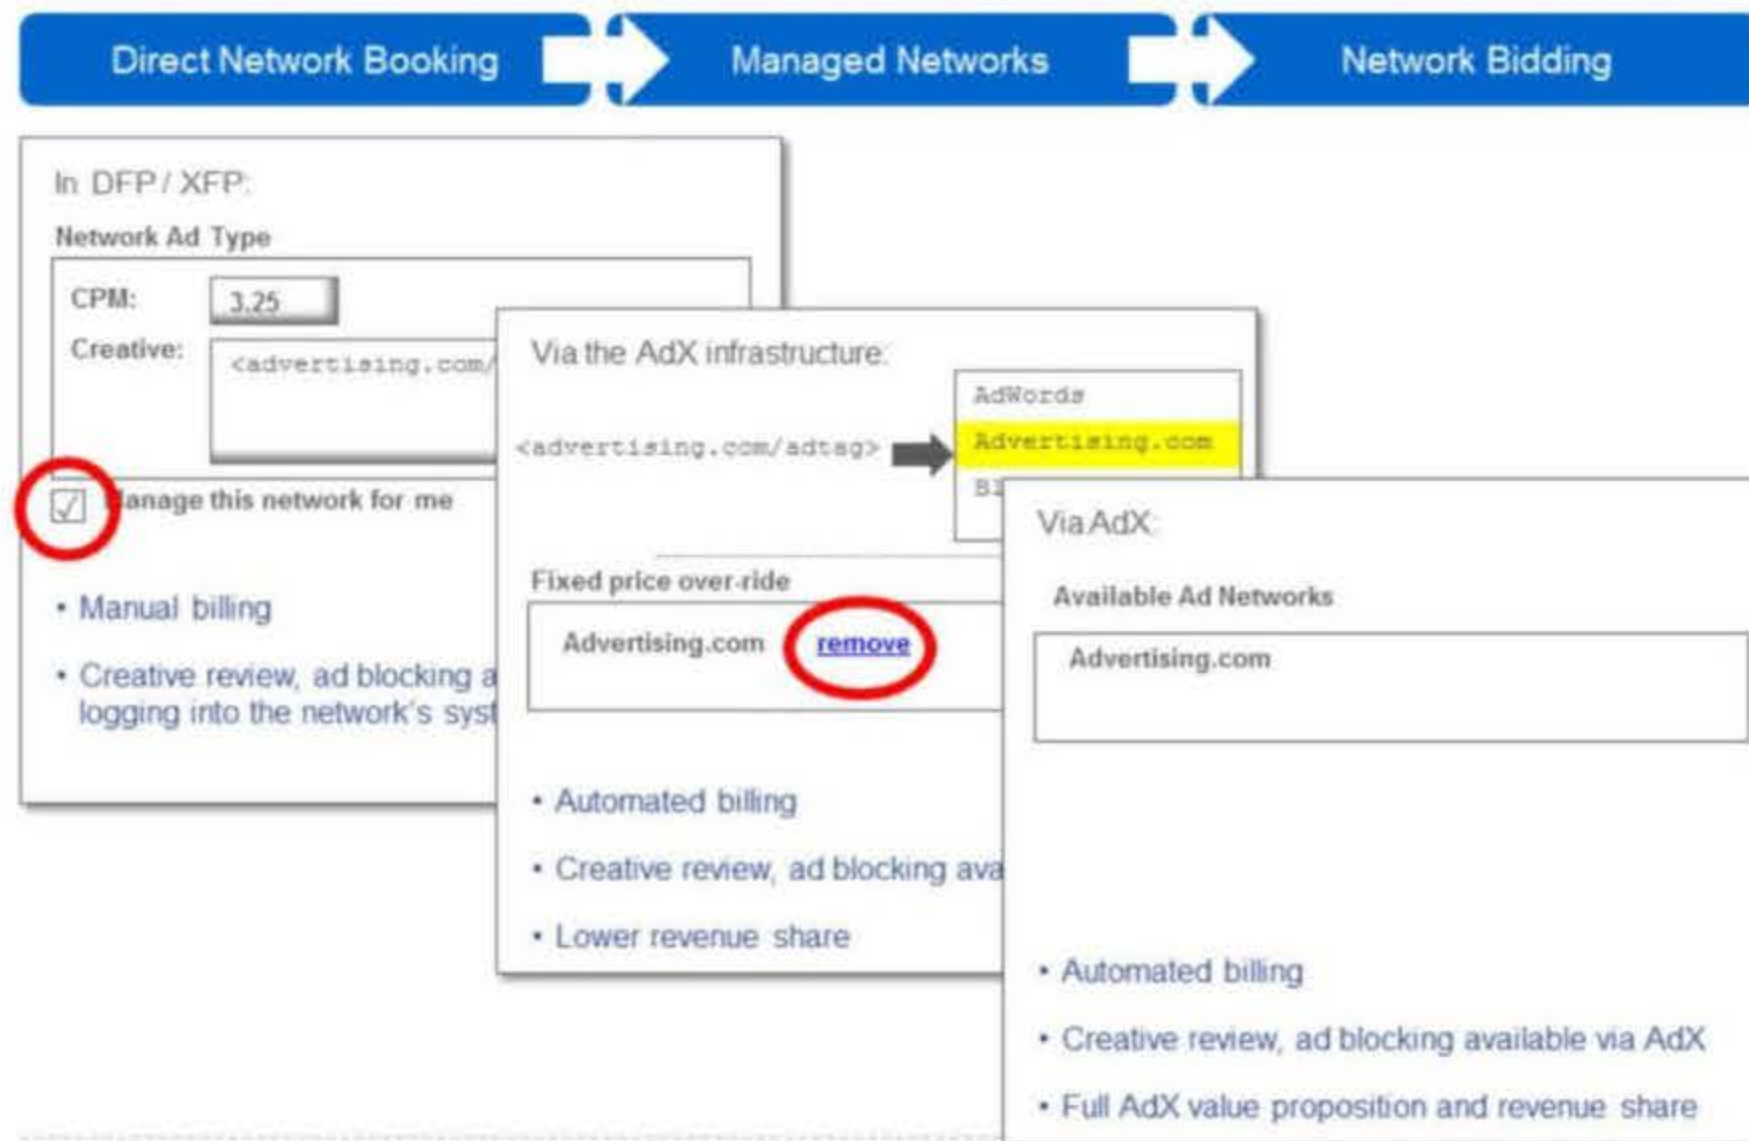 Direct Network Booking
Managed Networks
Network Bidding
In DFP / XFP:
Network Ad Type
CPM:
3.25
Creative:
<advertising.com/
Manage this network for me
• Manual billing
• Creative review, ad blocking a
logging into the network's syst
Via the AdX infrastructure:
<advertising.com/adtag>
AdWords
Advertising.com
Fixed price over-ride
Advertising.com remove
• Automated billing
• Creative review, ad blocking ava
• Lower revenue share
Via AdX:
Available Ad Networks
Advertising.com
• Automated billing
• Creative review, ad blocking available via AdX
• Full AdX value proposition and revenue share